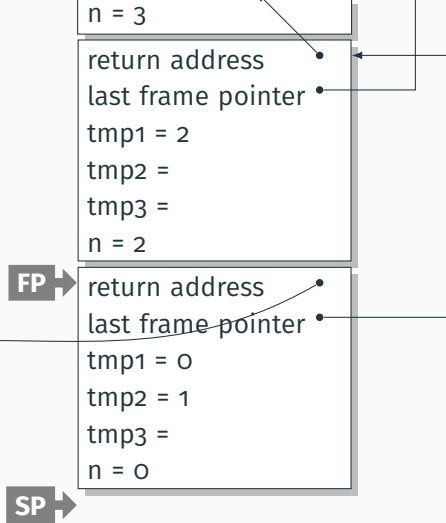 n = 3
return address
last frame pointer
tmp1 = 2
tmp2 =
tmp3 =
n = 2
FP
return address
last frame pointer
tmp1 = 0
tmp2 = 1
tmp3 =
n = 0
SP